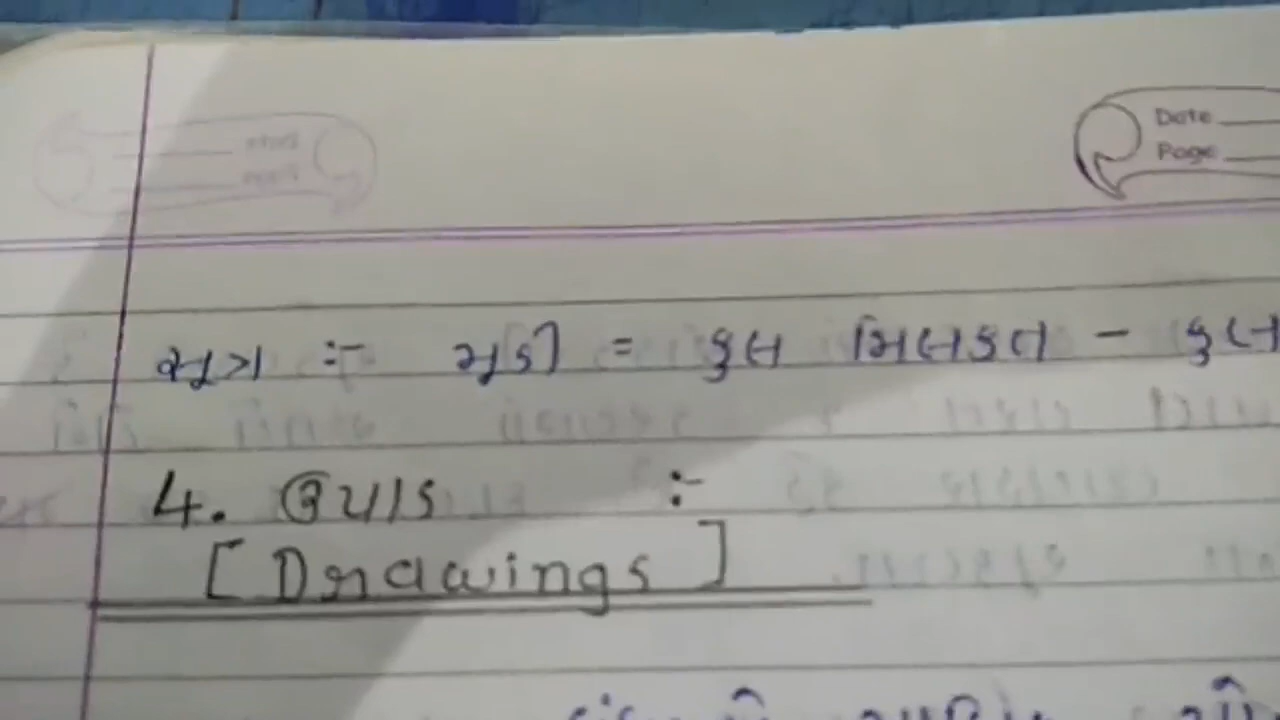 Date
Page
સુત્ર :- મુડી = કુલ મિલકત - કુલ
4. ઉપાડ :-
[Drawings]